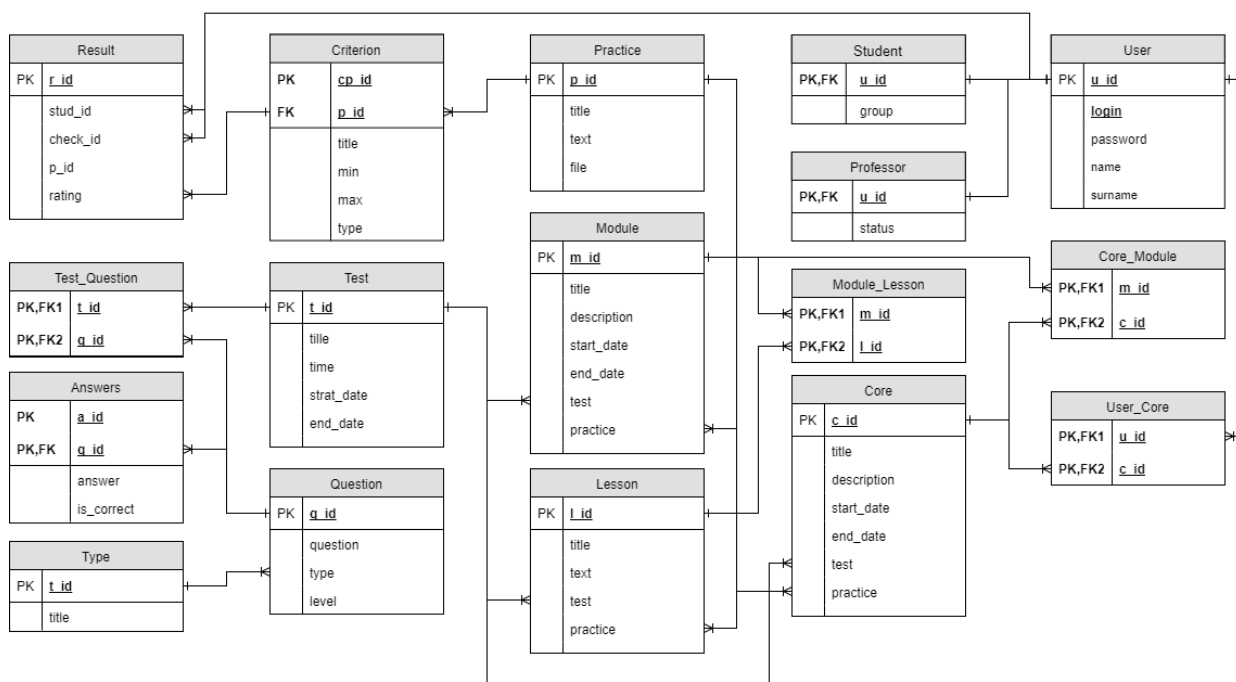 Result
PK r_id
stud_id
check_id
p_id
rating
Criterion
PK cp_id
FK p_id
title
min
max
type
Practice
PK p_id
title
text
file
Student
PK,FK u_id
group
User
PK u_id
login
password
name
surname
Professor
PK,FK u_id
status
Test_Question
PK,FK1 t_id
PK,FK2 q_id
Test
PK t_id
tille
time
strat_date
end_date
Module
PK m_id
title
description
start_date
end_date
test
practice
Module_Lesson
PK,FK1 m_id
PK,FK2 l_id
Core_Module
PK,FK1 m_id
PK,FK2 c_id
Answers
PK a_id
PK,FK q_id
answer
is_correct
Question
PK q_id
question
type
level
Lesson
PK l_id
title
text
test
practice
Core
PK c_id
title
description
start_date
end_date
test
practice
User_Core
PK,FK1 u_id
PK,FK2 c_id
Type
PK t_id
title